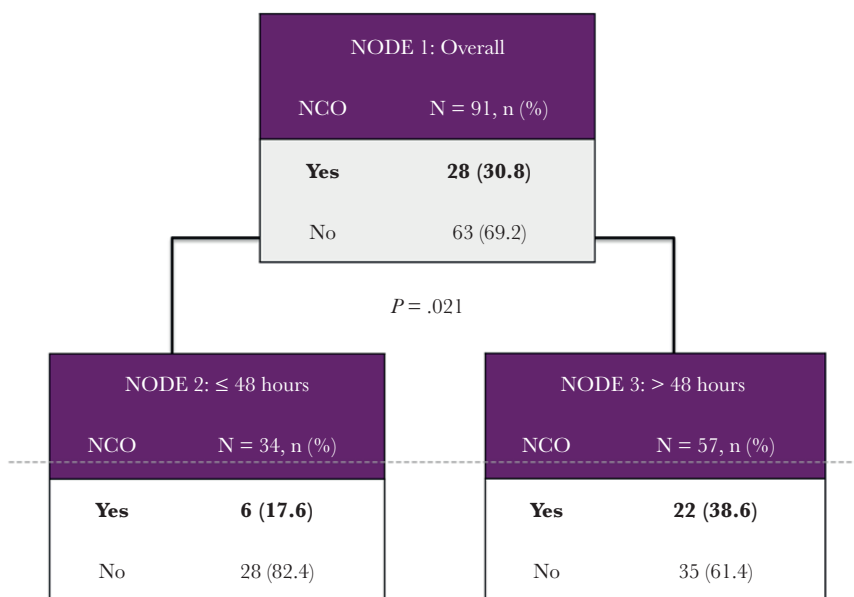 NODE 1: Overall
NCO N = 91, n (%)
Yes 28 (30.8)
No 63 (69.2)
P = .021
NODE 2: ≤ 48 hours
NCO N = 34, n (%)
Yes 6 (17.6)
No 28 (82.4)
NODE 3: > 48 hours
NCO N = 57, n (%)
Yes 22 (38.6)
No 35 (61.4)